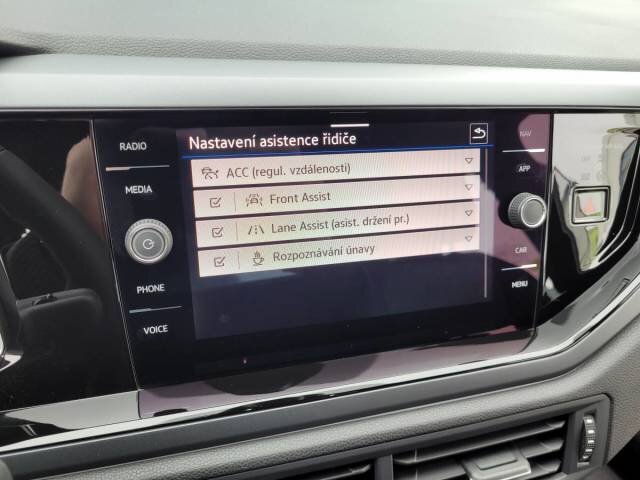 Nastavení asistence řidiče
ACC (regul. vzdálenosti)
Front Assist
Lane Assist (asist. držení pr.)
Rozpoznávání únavy
RADIO
MEDIA
PHONE
VOICE
NAV
APP
CAR
MENU